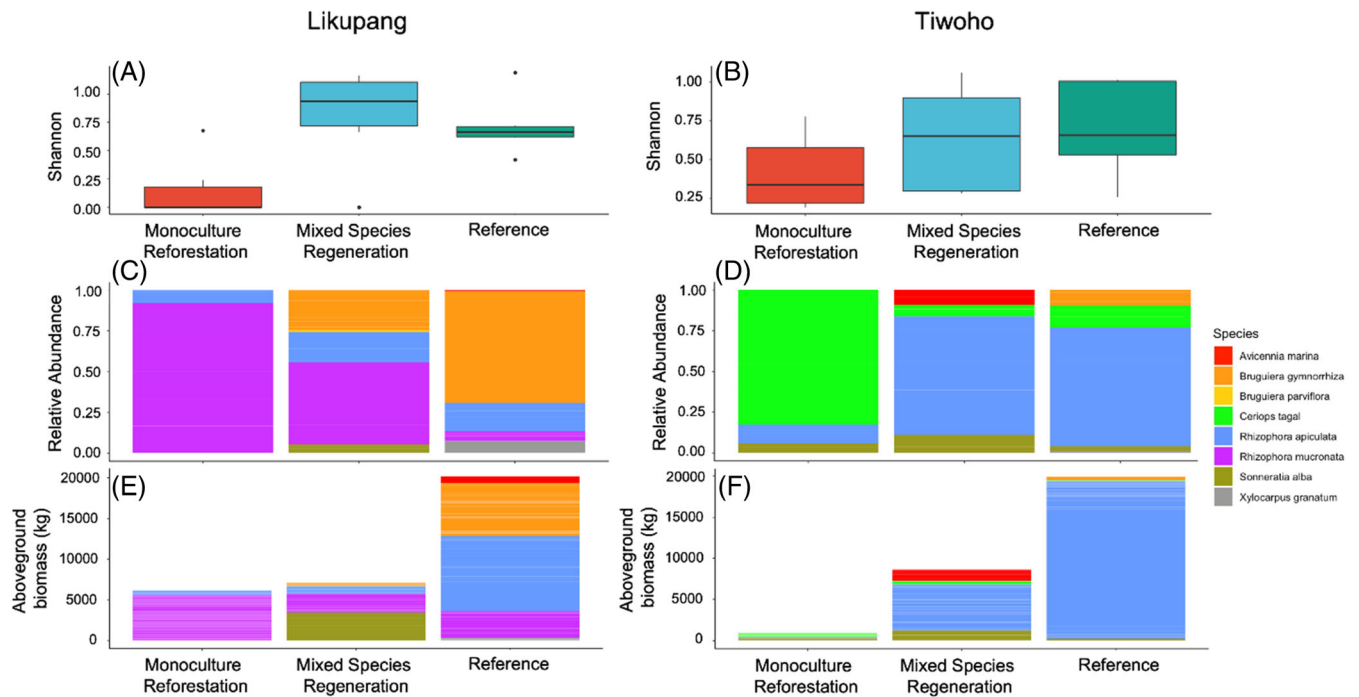 Likupang
Tiwoho
(A)
Shannon
1.00
0.75
0.50
0.25
0.00
Monoculture
Reforestation
Mixed Species
Regeneration
Reference
(B)
Shannon
1.00
0.75
0.50
0.25
Monoculture
Reforestation
Mixed Species
Regeneration
Reference
(C)
Relative Abundance
1.00
0.75
0.50
0.25
0.00
(D)
Relative Abundance
1.00
0.75
0.50
0.25
0.00
Species
Avicennia marina
Bruguiera gymnorrhiza
Bruguiera parviflora
Ceriops tagal
Rhizophora apiculata
Rhizophora mucronata
Sonneratia alba
Xylocarpus granatum
(E)
Aboveground
biomass (kg)
20000
15000
10000
5000
0
Monoculture
Reforestation
Mixed Species
Regeneration
Reference
(F)
Aboveground
biomass (kg)
20000
15000
10000
5000
0
Monoculture
Reforestation
Mixed Species
Regeneration
Reference